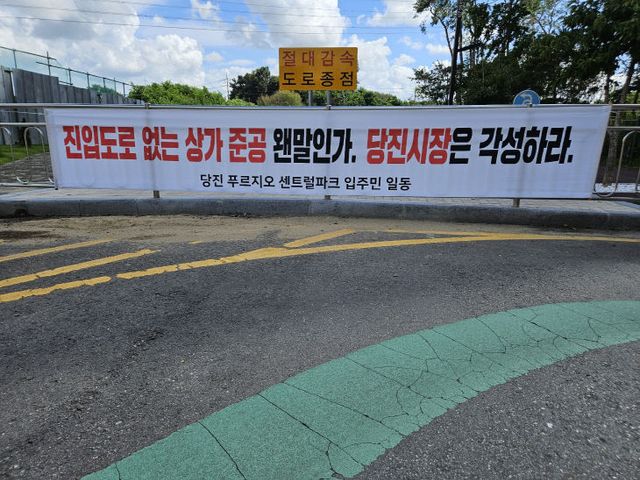 절대감속
도로종점
진입도로 없는 상가 준공 왠말인가. 당진시장은 각성하라.
당진 푸르지오 센트럴파크 입주민 일동